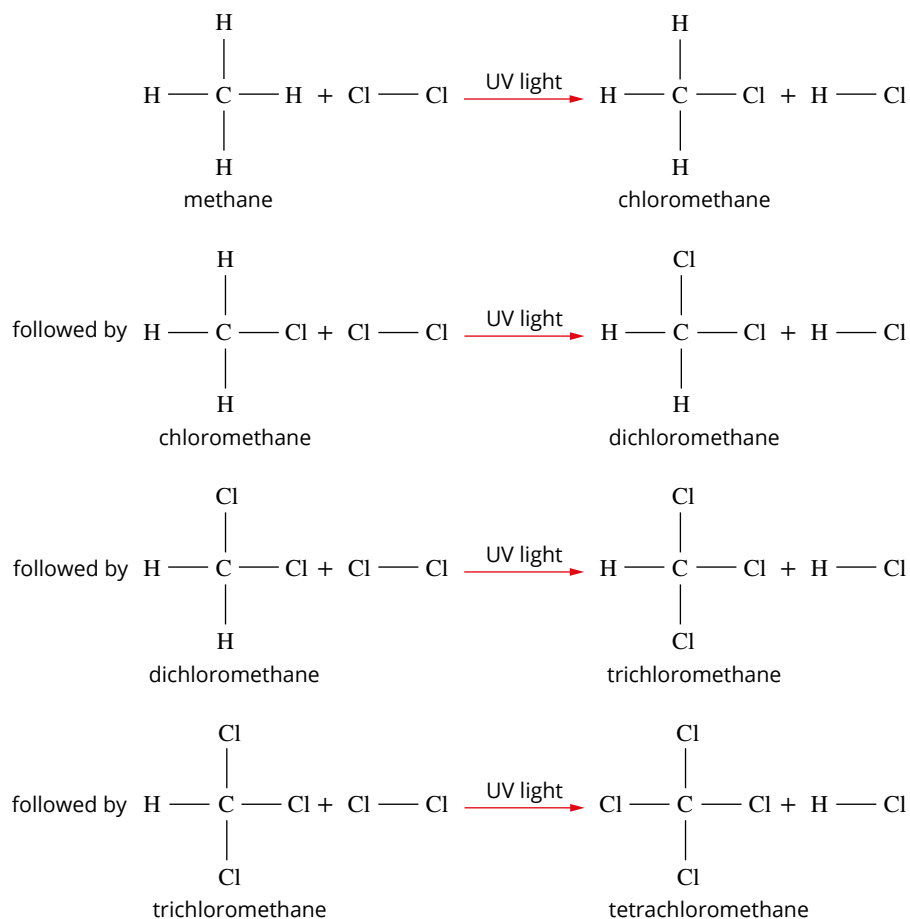 H
UV light
H
H C H + Cl Cl H C Cl + H Cl
H
H
methane
chloromethane
H
Cl
UV light
followed by H C Cl + Cl Cl H C Cl + H Cl
H
H
chloromethane
dichloromethane
Cl
Cl
UV light
followed by H C Cl + Cl Cl H C Cl + H Cl
H
Cl
dichloromethane
trichloromethane
Cl
Cl
UV light
followed by H C Cl + Cl Cl Cl C Cl + H Cl
Cl
Cl
trichloromethane
tetrachloromethane